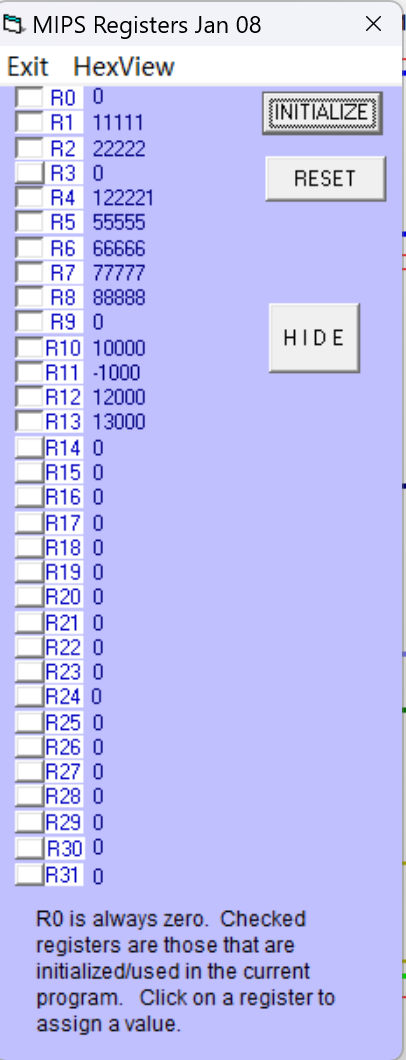 MIPS Registers Jan 08
Exit HexView
R0 0
INITIALIZE
R1 11111
R2 22222
R3 0
RESET
R4 122221
R5 55555
R6 66666
R7 77777
R8 88888
R9 0
HIDE
R10 10000
R11 -1000
R12 12000
R13 13000
R14 0
R15 0
R16 0
R17 0
R18 0
R19 0
R20 0
R21 0
R22 0
R23 0
R24 0
R25 0
R26 0
R27 0
R28 0
R29 0
R30 0
R31 0
R0 is always zero. Checked
registers are those that are
initialized/used in the current
program. Click on a register to
assign a value.